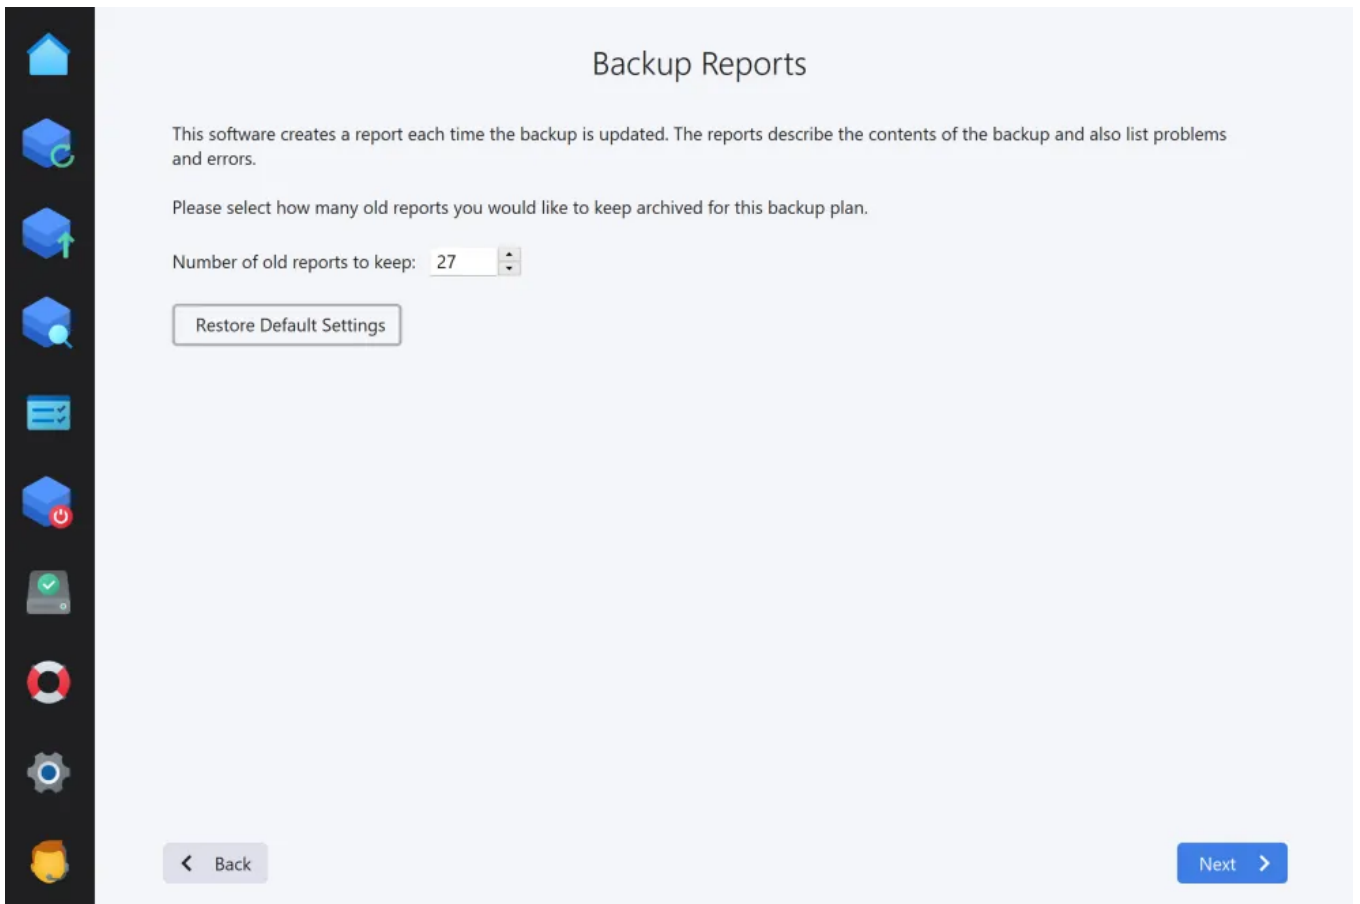 Backup Reports
This software creates a report each time the backup is updated. The reports describe the contents of the backup and also list problems
and errors.
Please select how many old reports you would like to keep archived for this backup plan.
Number of old reports to keep: 27
Restore Default Settings
Back
Next